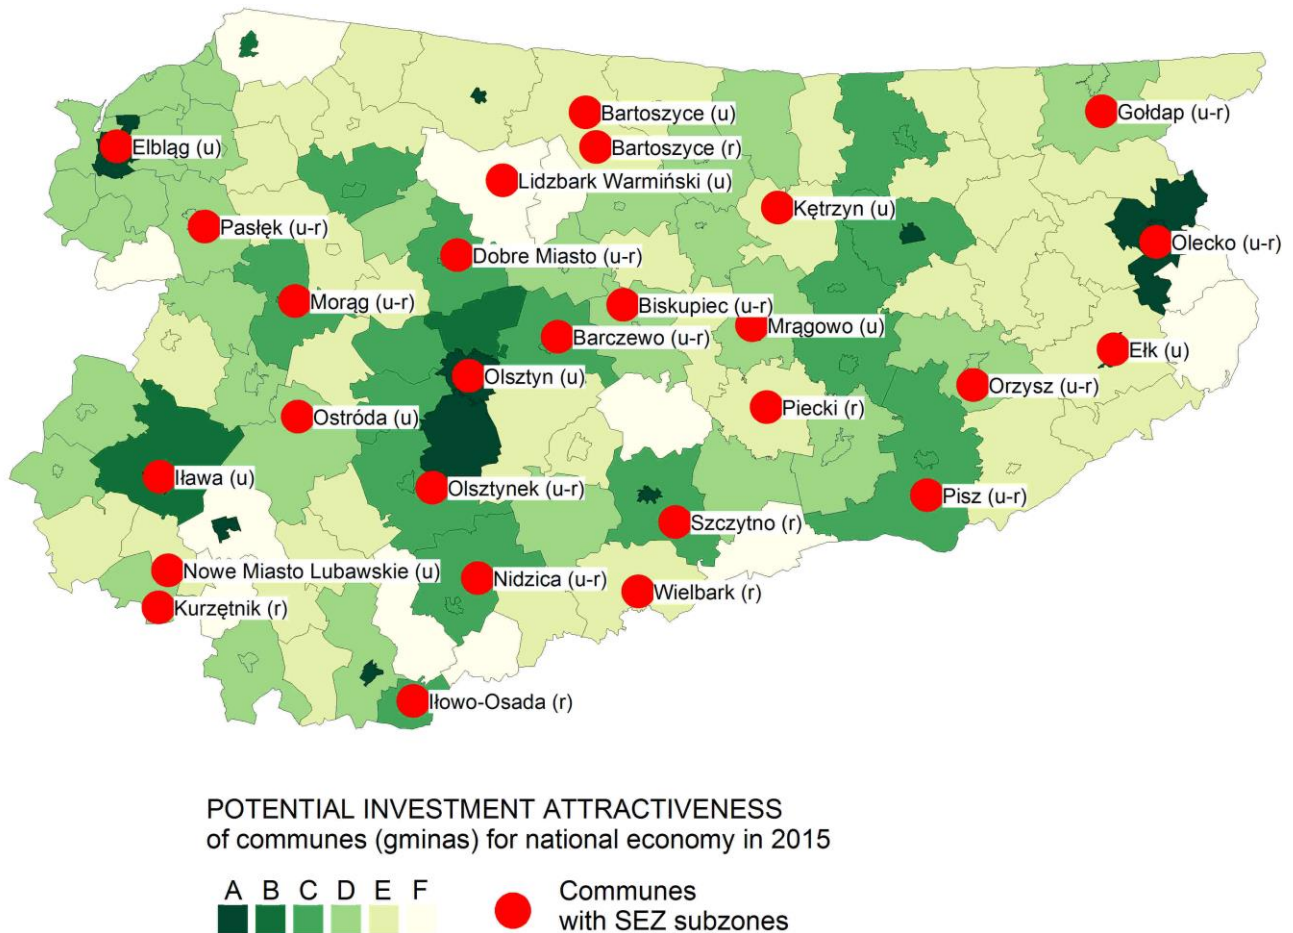 Bartoszyce (u)
Gołdap (u-r)
Elbląg (u)
Bartoszyce (r)
Lidzbark Warmiński (u)
Kętrzyn (u)
Pasłęk (u-r)
Olecko (u-r)
Dobre Miasto (u-r)
Morąg (u-r)
Biskupiec (u-r)
Mrągowo (u)
Barczewo (u-r)
Ełk (u)
Olsztyn (u)
Orzysz (u-r)
Piecki (r)
Ostróda (u)
Iława (u)
Olsztynek (u-r)
Pisz (u-r)
Szczytno (r)
Nowe Miasto Lubawskie (u)
Nidzica (u-r)
Wielbark (r)
Kurzętnik (r)
Iłowo-Osada (r)
POTENTIAL INVESTMENT ATTRACTIVENESS
of communes (gminas) for national economy in 2015
A B C D E F
Communes
with SEZ subzones